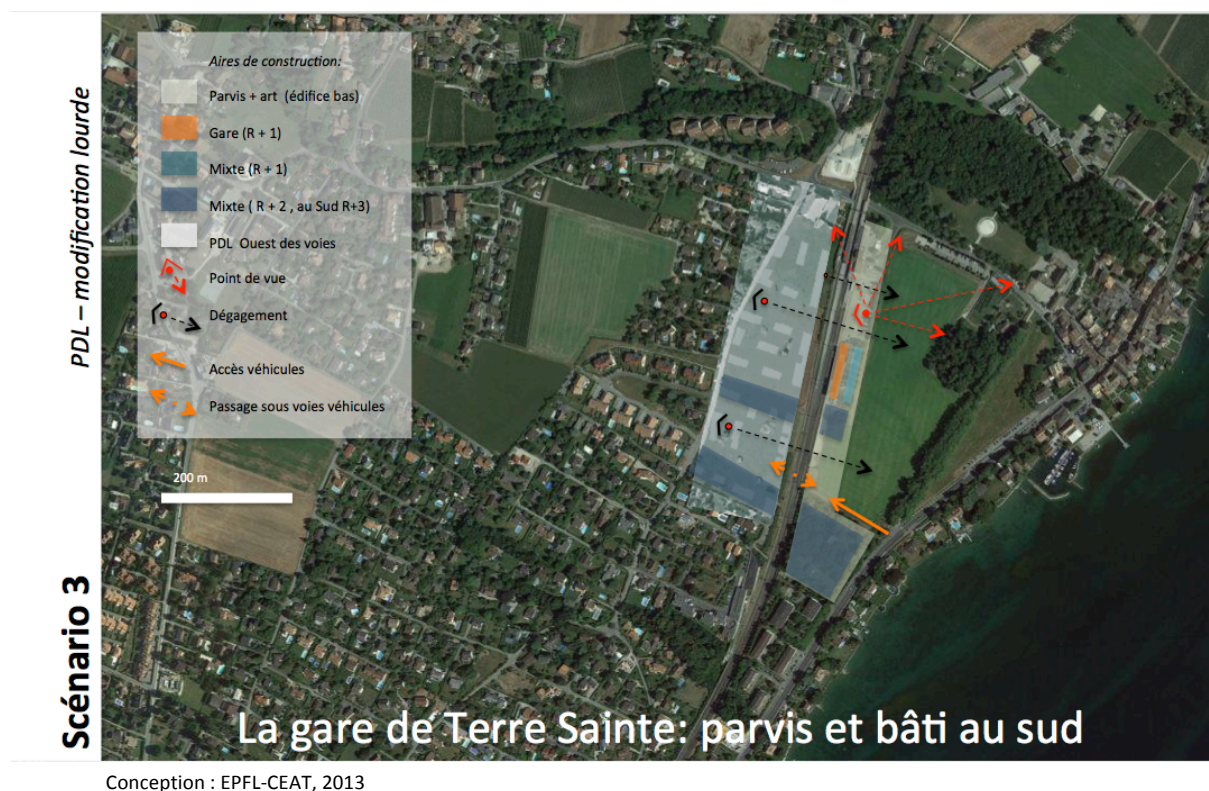 PDL – modification lourde
Scénario 3
Aires de construction:
Parvis + art (édifice bas)
Gare (R + 1)
Mixte (R + 1)
Mixte ( R + 2 , au Sud R+3)
PDL Ouest des voies
Point de vue
Dégagement
Accès véhicules
Passage sous voies véhicules
200 m
La gare de Terre Sainte: parvis et bâti au sud
Conception : EPFL-CEAT, 2013